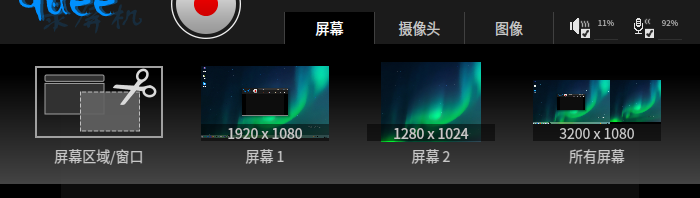 屏幕
摄像头
图像
11%
92%
1920 x 1080
1280 x 1024
3200 x 1080
屏幕区域/窗口
屏幕 1
屏幕 2
所有屏幕